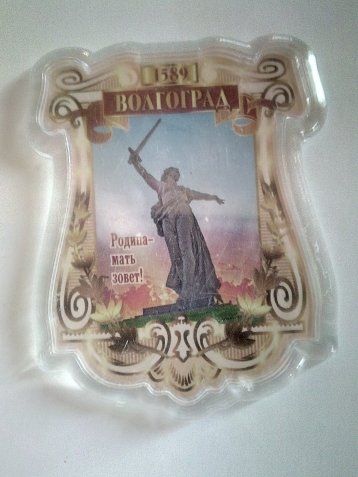 1589
ВОЛГОГРАД
Родина-
мать
зовет!